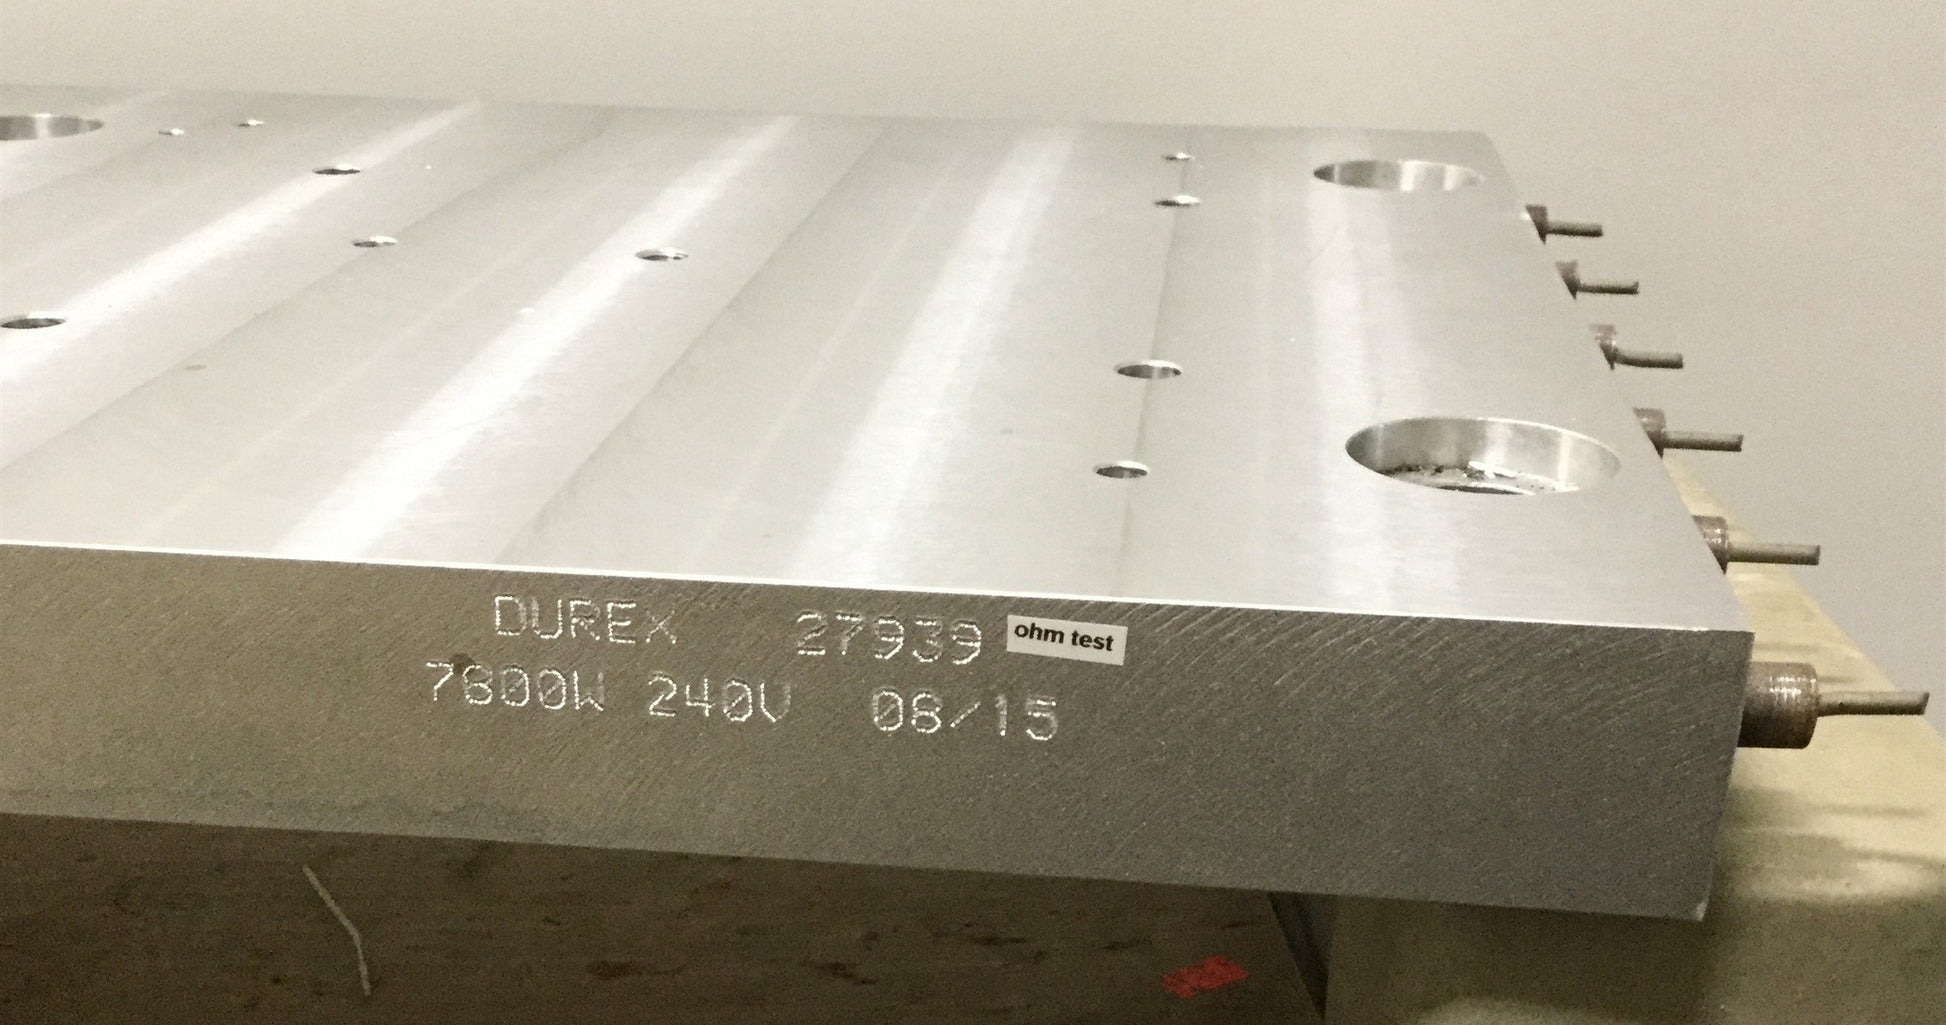 DUREX 27939 ohm test
7800W 240V 08/15